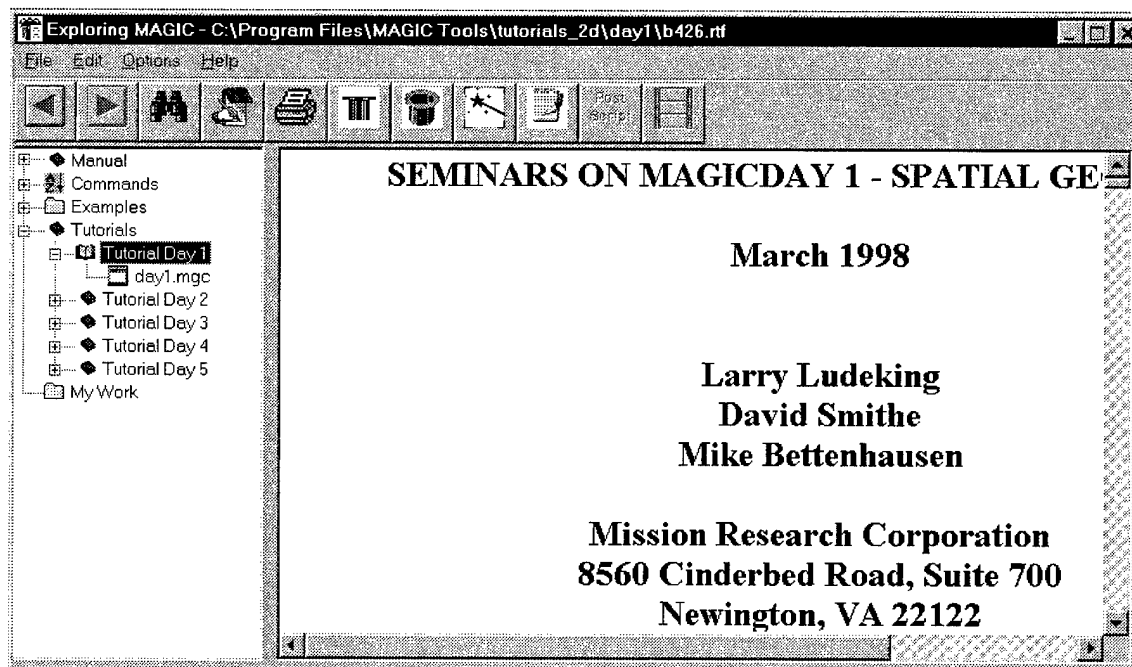 Exploring MAGIC - C:\Program Files\MAGIC Tools\tutorials_2d\day1\b426.rtf
File Edit Options Help
Post
Script
Manual
Commands
Examples
Tutorials
Tutorial Day 1
day1.mgc
Tutorial Day 2
Tutorial Day 3
Tutorial Day 4
Tutorial Day 5
My Work
SEMINARS ON MAGICDAY 1 - SPATIAL GE
March 1998
Larry Ludeking
David Smithe
Mike Bettenhausen
Mission Research Corporation
8560 Cinderbed Road, Suite 700
Newington, VA 22122